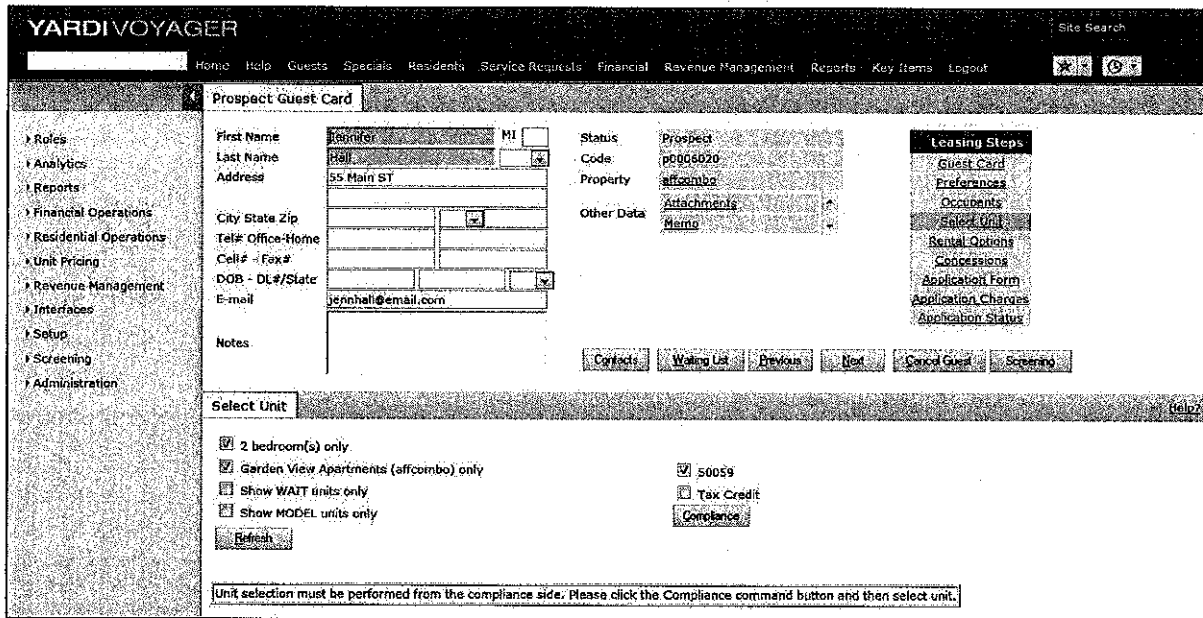 YARDI VOYAGER
Site Search
Home Help Guests Specials Residents Service Requests Financial Revenue Management Reports Key Items Logout
Prospect Guest Card
Roles
Analytics
Reports
Financial Operations
Residential Operations
Unit Pricing
Revenue Management
Interfaces
Setup
Screening
Administration
First Name Jennifer MI
Last Name Hall
Address 55 Main ST
City State Zip
Tel# Office-Home
Cell# - Fax#
DOB - DL#/State
E-mail jennhall@email.com
Notes
Status Prospect
Code p0006020
Property affcombo
Other Data Attachments
Memo
Leasing Steps
Guest Card
Preferences
Occupants
Select Unit
Rental Options
Concessions
Application Form
Application Charges
Application Status
Contacts Waiting List Previous Next Cancel Guest Screening
Select Unit Help?
2 bedroom(s) only
Garden View Apartments (affcombo) only 50059
Show WAIT units only Tax Credit
Show MODEL units only Compliance
Refresh
Unit selection must be performed from the compliance side. Please click the Compliance command button and then select unit.